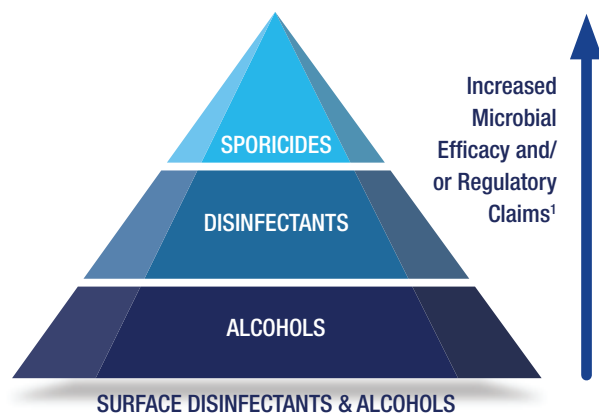 SPORICIDES
DISINFECTANTS
ALCOHOLS
SURFACE DISINFECTANTS & ALCOHOLS
Increased
Microbial
Efficacy and/
or Regulatory
Claims¹